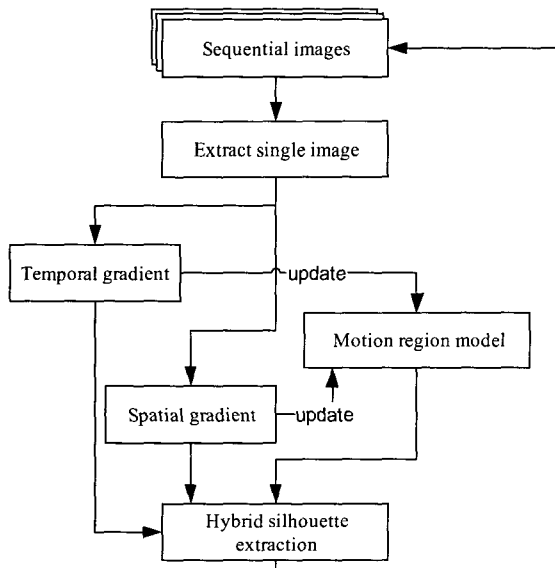 Sequential images
Extract single image
Temporal gradient
update
Motion region model
Spatial gradient
update
Hybrid silhouette
extraction